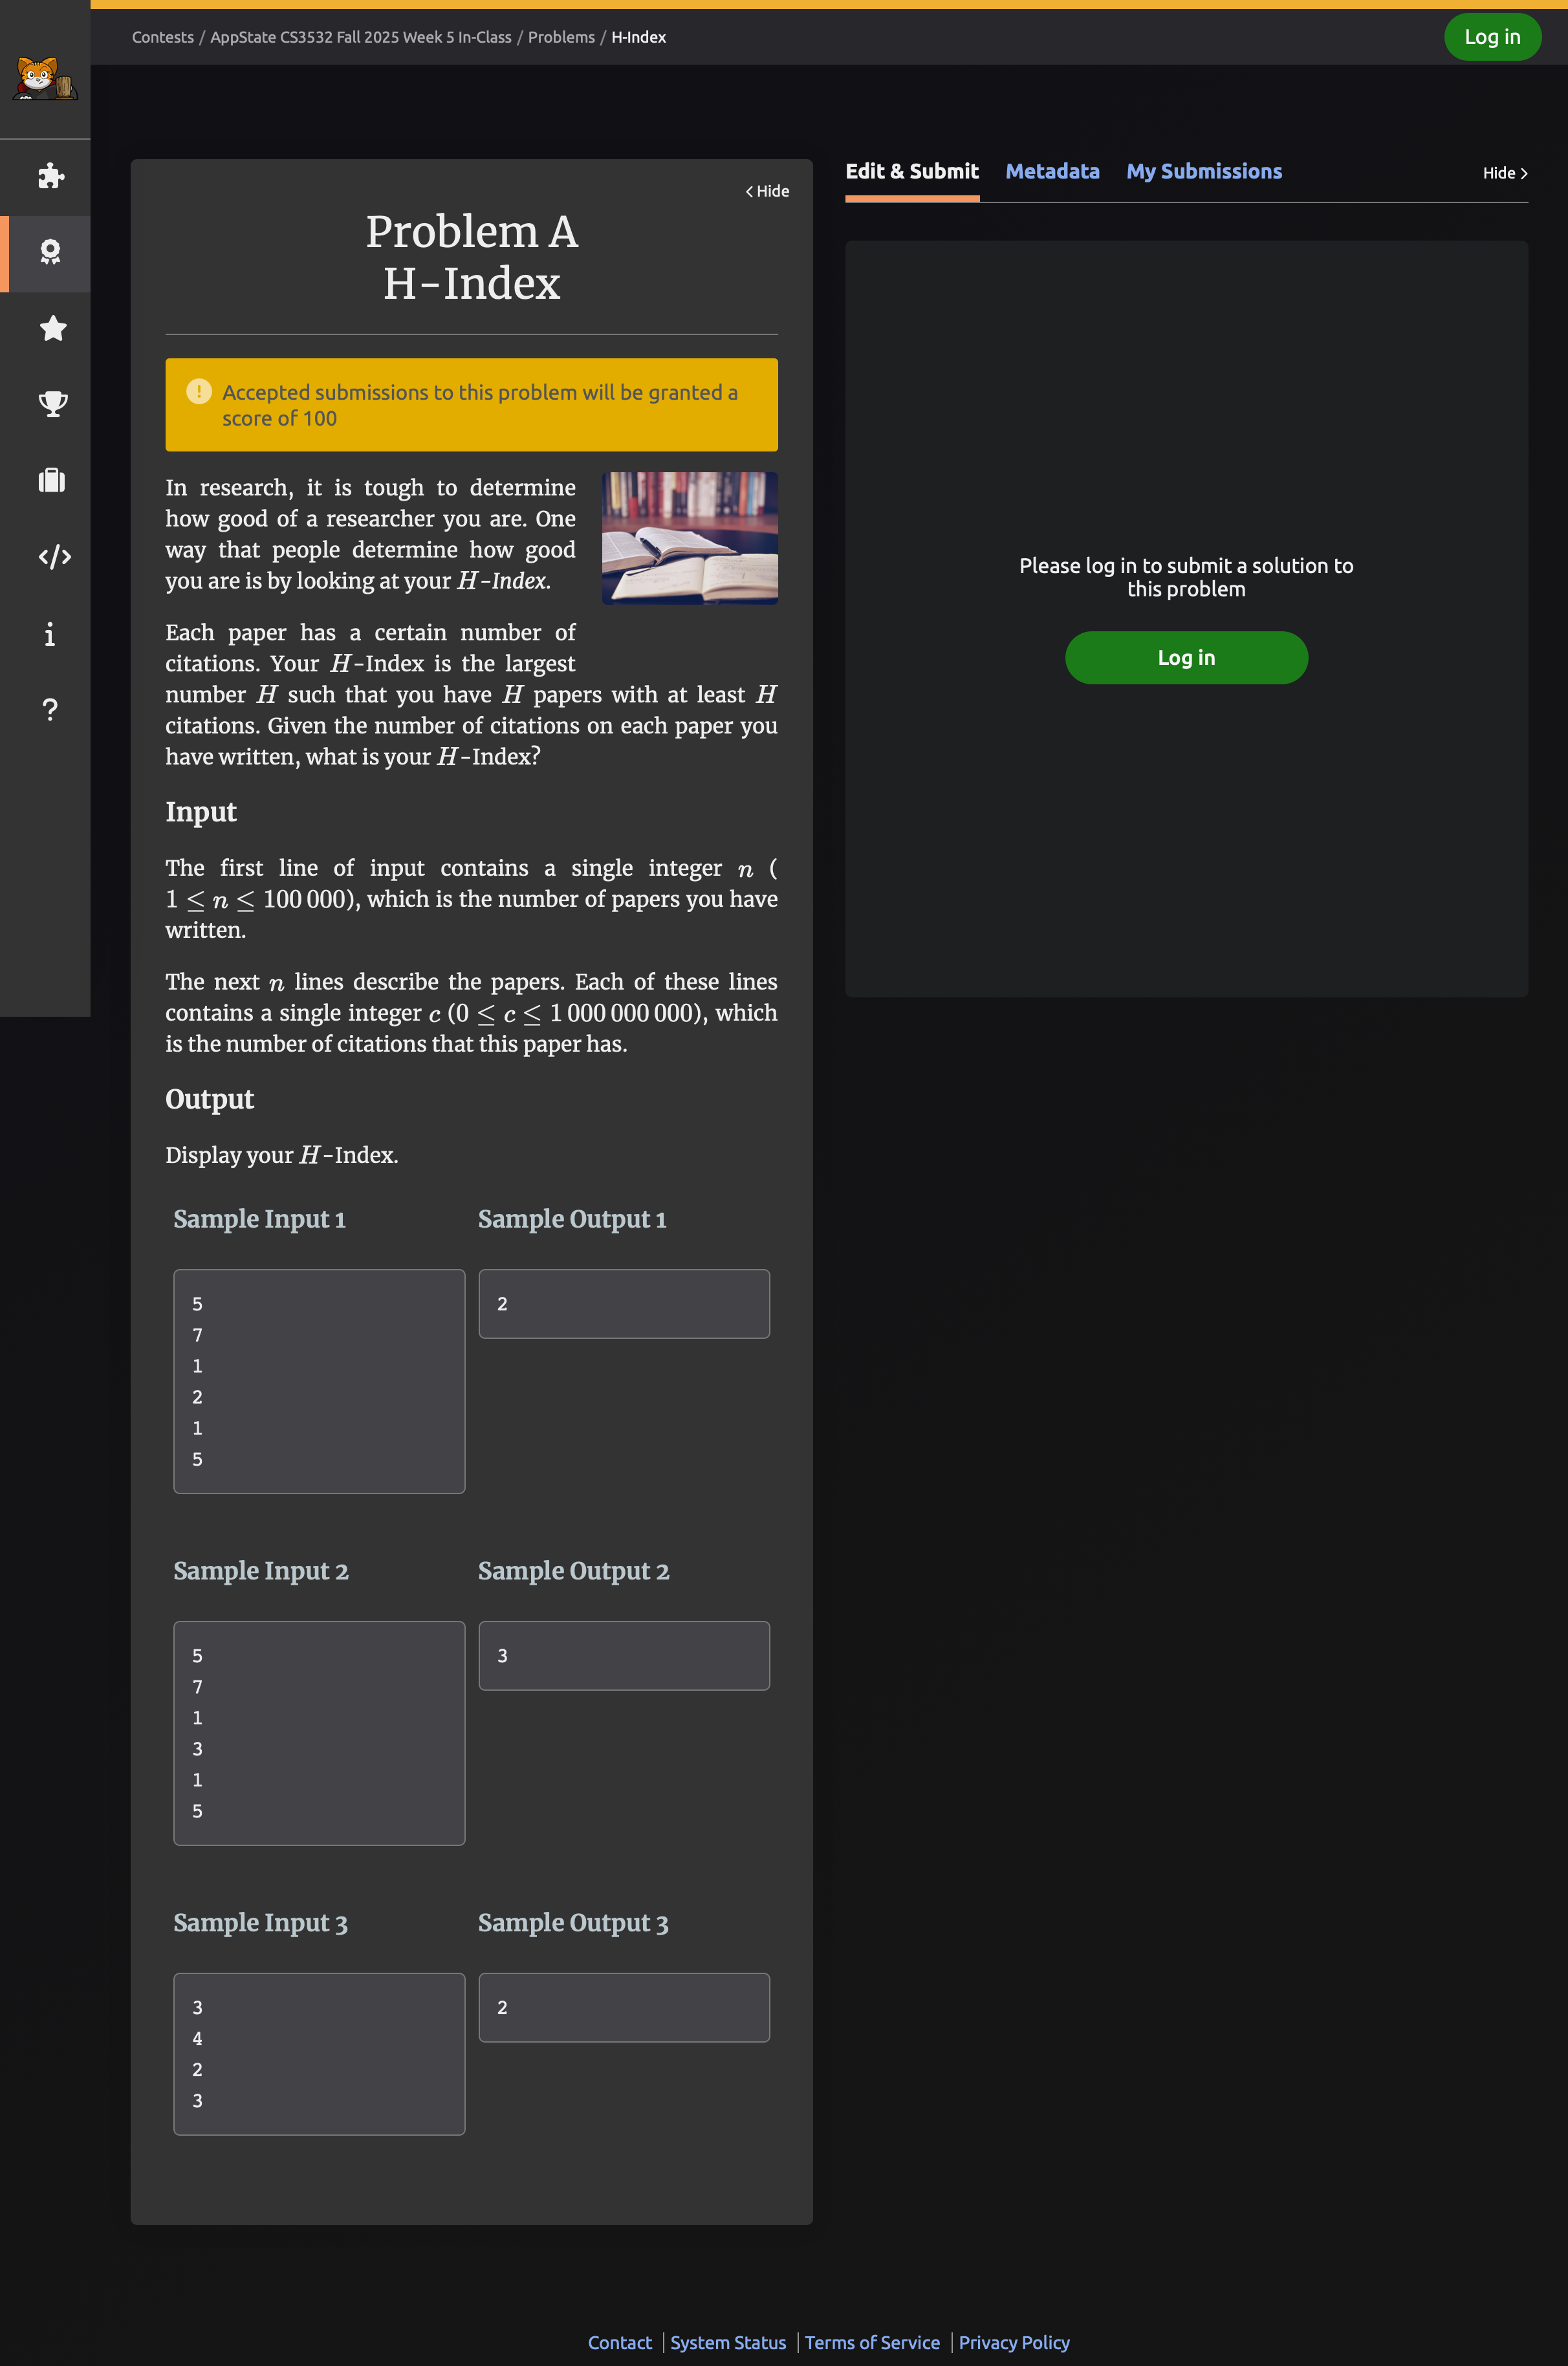 Contests / AppState CS3532 Fall 2025 Week 5 In-Class / Problems / H-Index
Log in
< Hide
Problem A
H-Index
! Accepted submissions to this problem will be granted a
score of 100
In research, it is tough to determine
how good of a researcher you are. One
way that people determine how good
you are is by looking at your H-Index.
Each paper has a certain number of
citations. Your H-Index is the largest
number H such that you have H papers with at least H
citations. Given the number of citations on each paper you
have written, what is your H-Index?
Input
The first line of input contains a single integer n (
1 ≤ n ≤ 100 000), which is the number of papers you have
written.
The next n lines describe the papers. Each of these lines
contains a single integer c (0 ≤ c ≤ 1 000 000 000), which
is the number of citations that this paper has.
Output
Display your H-Index.
Sample Input 1
Sample Output 1
5
7
1
2
1
5
2
Sample Input 2
Sample Output 2
5
7
1
3
1
5
3
Sample Input 3
Sample Output 3
3
4
2
3
2
Edit & Submit
Metadata
My Submissions
Hide >
Please log in to submit a solution to
this problem
Log in
Contact | System Status | Terms of Service | Privacy Policy